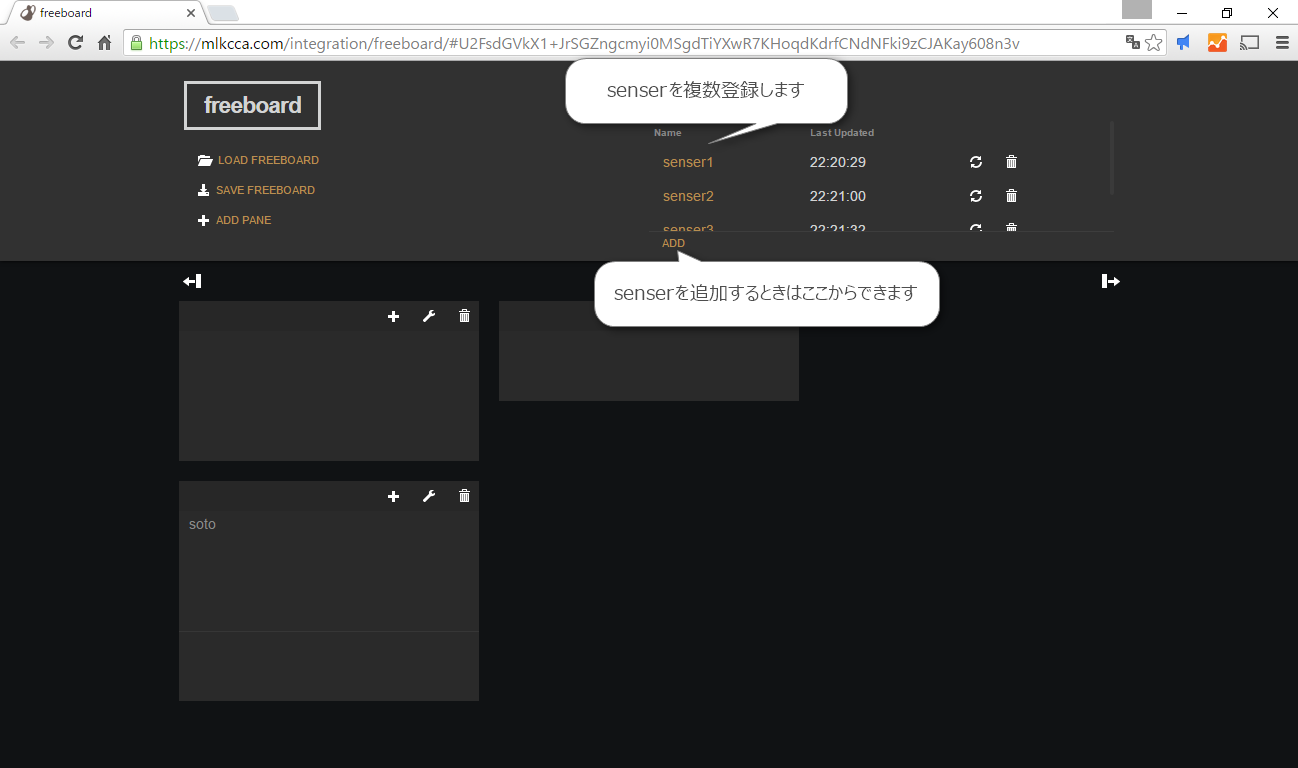 freeboard
https://mlkcca.com/integration/freeboard/#U2FsdGVkX1+JrSGZngcmyi0MSgdTiYXwR7KHoqdKdrfCNdNFki9zCJAKay608n3v
freeboard
senserを複数登録します
LOAD FREEBOARD
SAVE FREEBOARD
ADD PANE
Name Last Updated
senser1 22:20:29
senser2 22:21:00
senser3 22:21:32
ADD
senserを追加するときはここからできます
soto